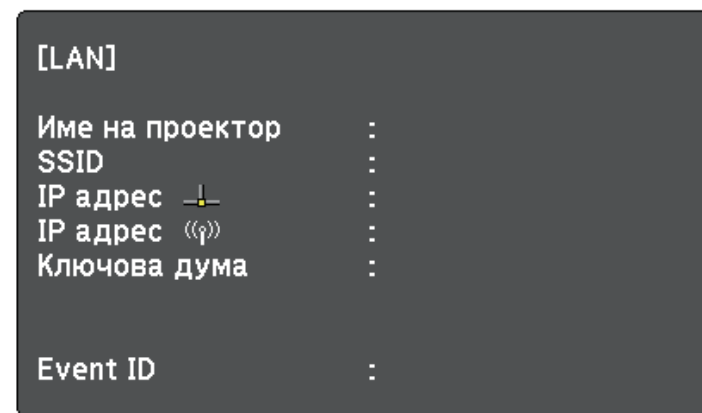 [LAN]
Име на проектор :
SSID :
IP адрес :
IP адрес :
Ключова дума :
Event ID :